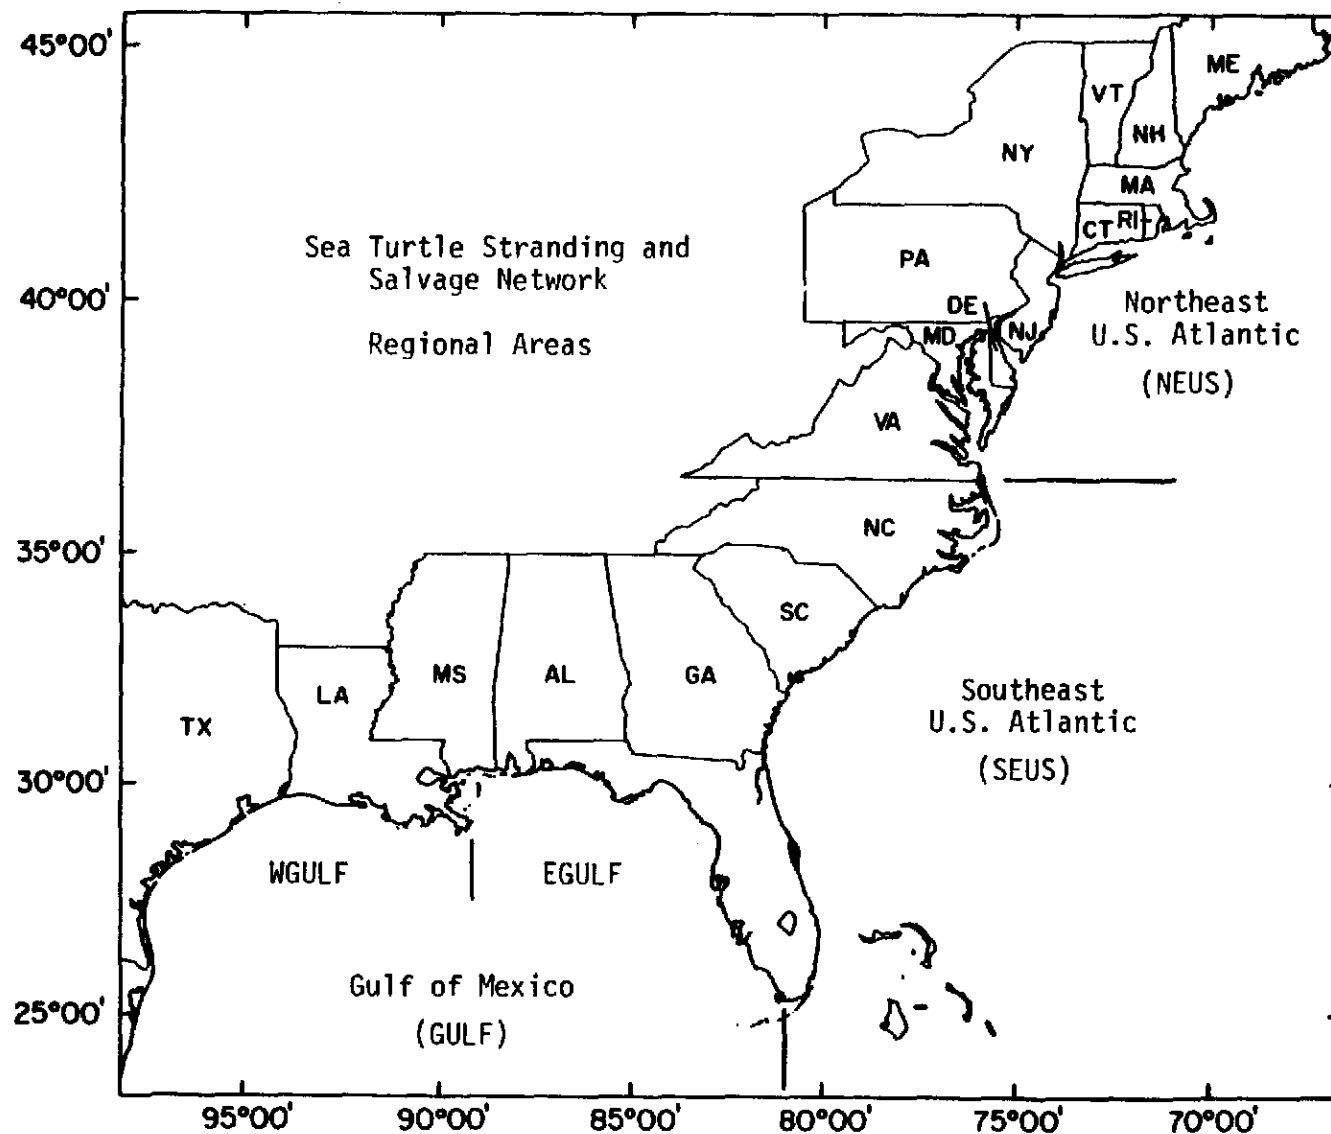 45°00'
ME
VT
NH
NY
MA
CT
RI
Sea Turtle Stranding and
Salvage Network
Regional Areas
PA
40°00'
DE
MD
NJ
Northeast
U.S. Atlantic
(NEUS)
VA
NC
35°00'
SC
MS
AL
GA
LA
TX
Southeast
U.S. Atlantic
(SEUS)
30°00'
WGULF
EGULF
Gulf of Mexico
(GULF)
25°00'
95°00'
90°00'
85°00'
80°00'
75°00'
70°00'